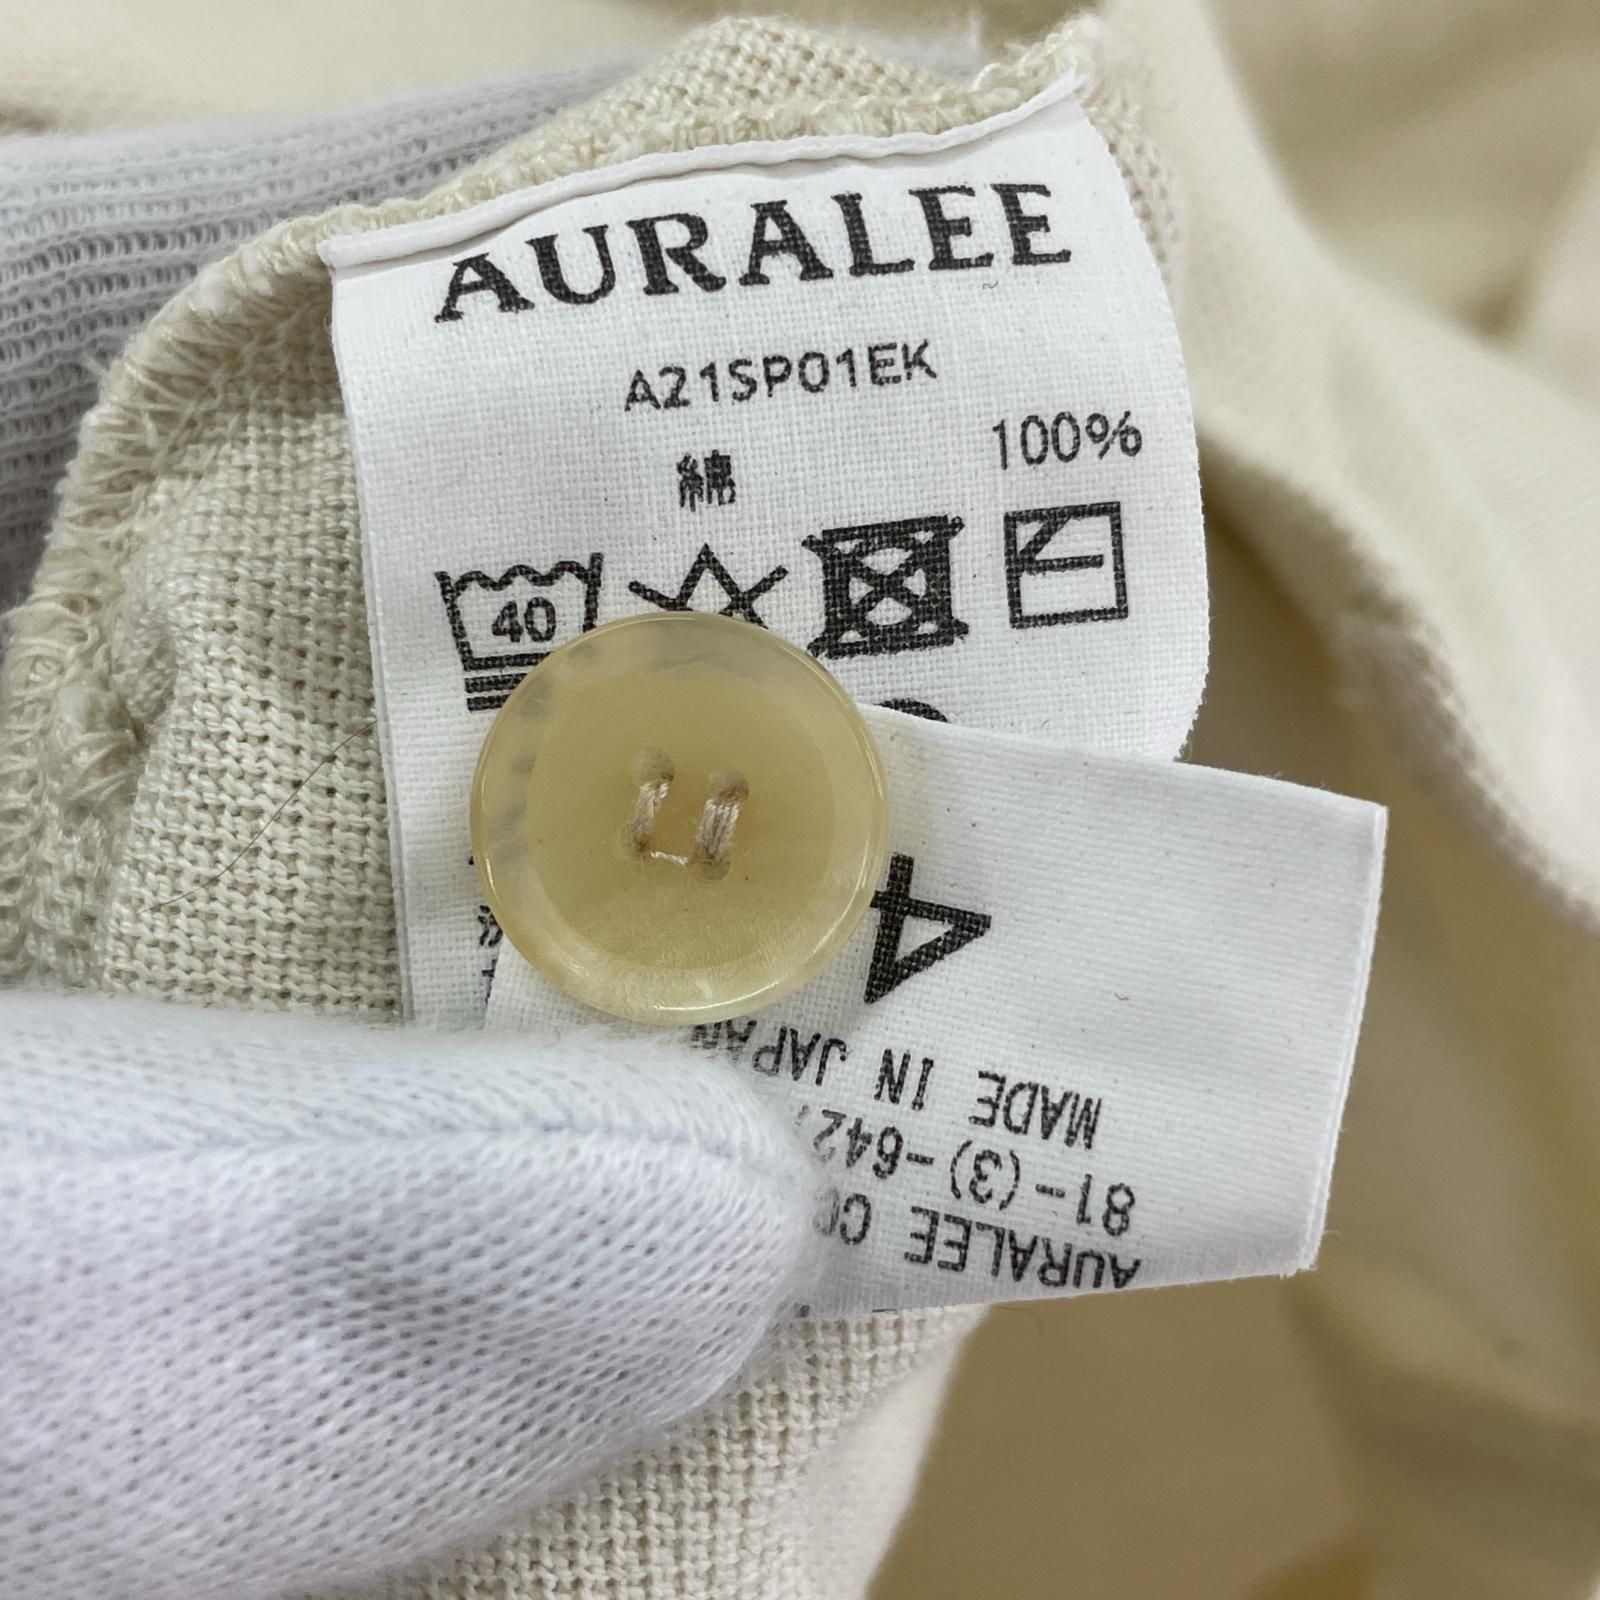 AURALEE
A21SP01EK
綿 100%
40
4
MADE IN JAPAN
81-(3)-642
AURALEE CO